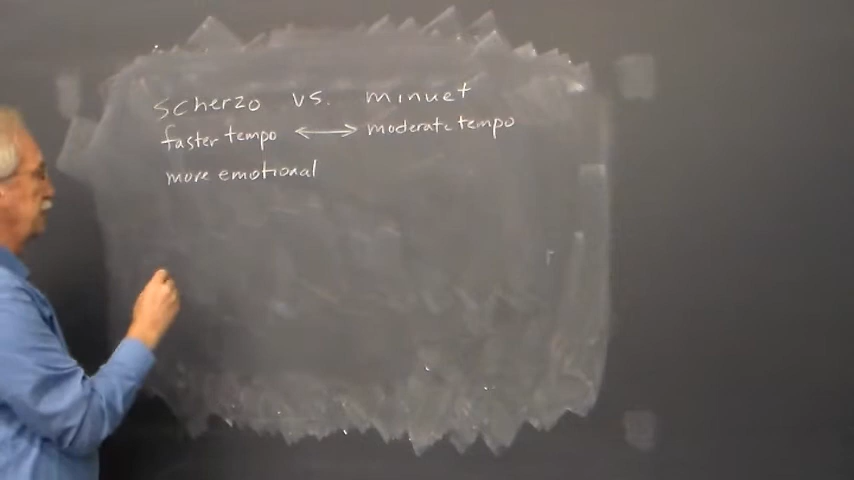 scherzo vs. minuet
faster tempo ⟷ moderate tempo
more emotional